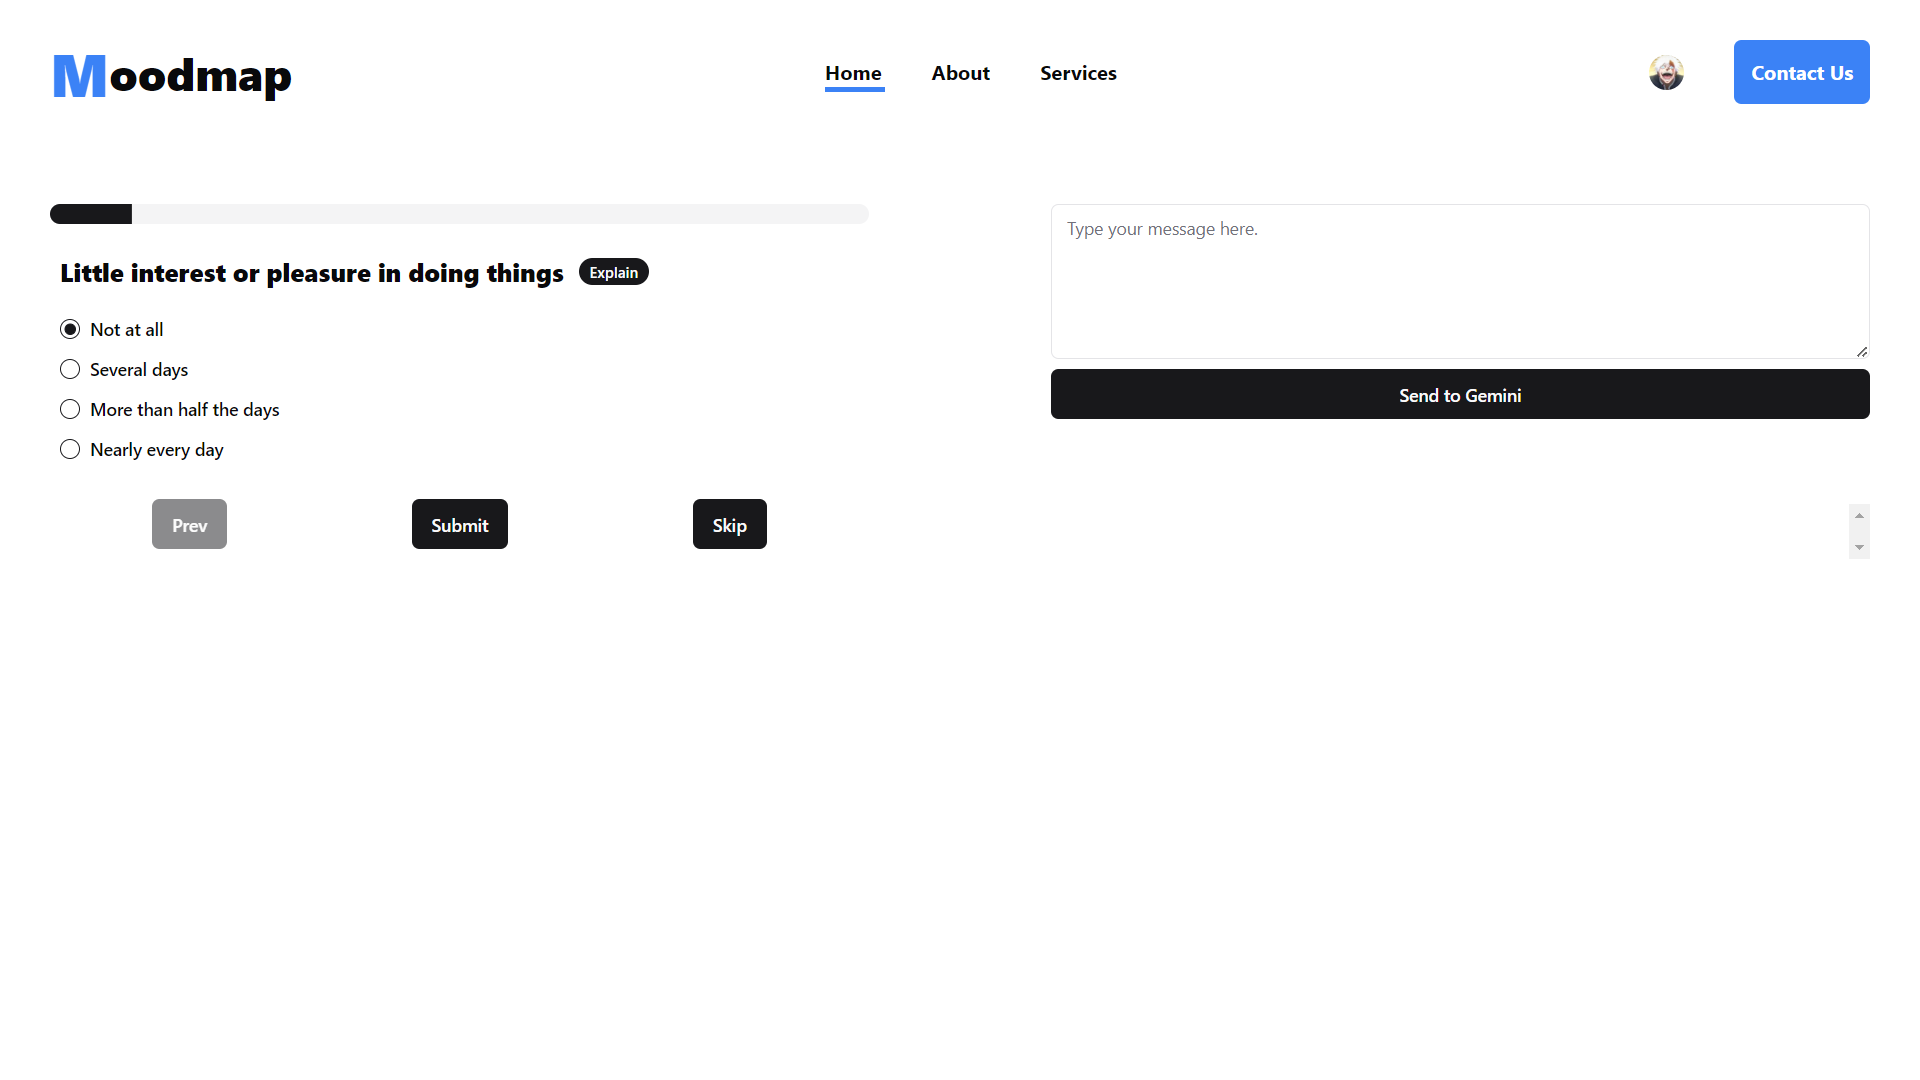 Moodmap
Home
About
Services
Contact Us
Little interest or pleasure in doing things
Explain
Not at all
Several days
More than half the days
Nearly every day
Prev
Submit
Skip
Type your message here.
Send to Gemini